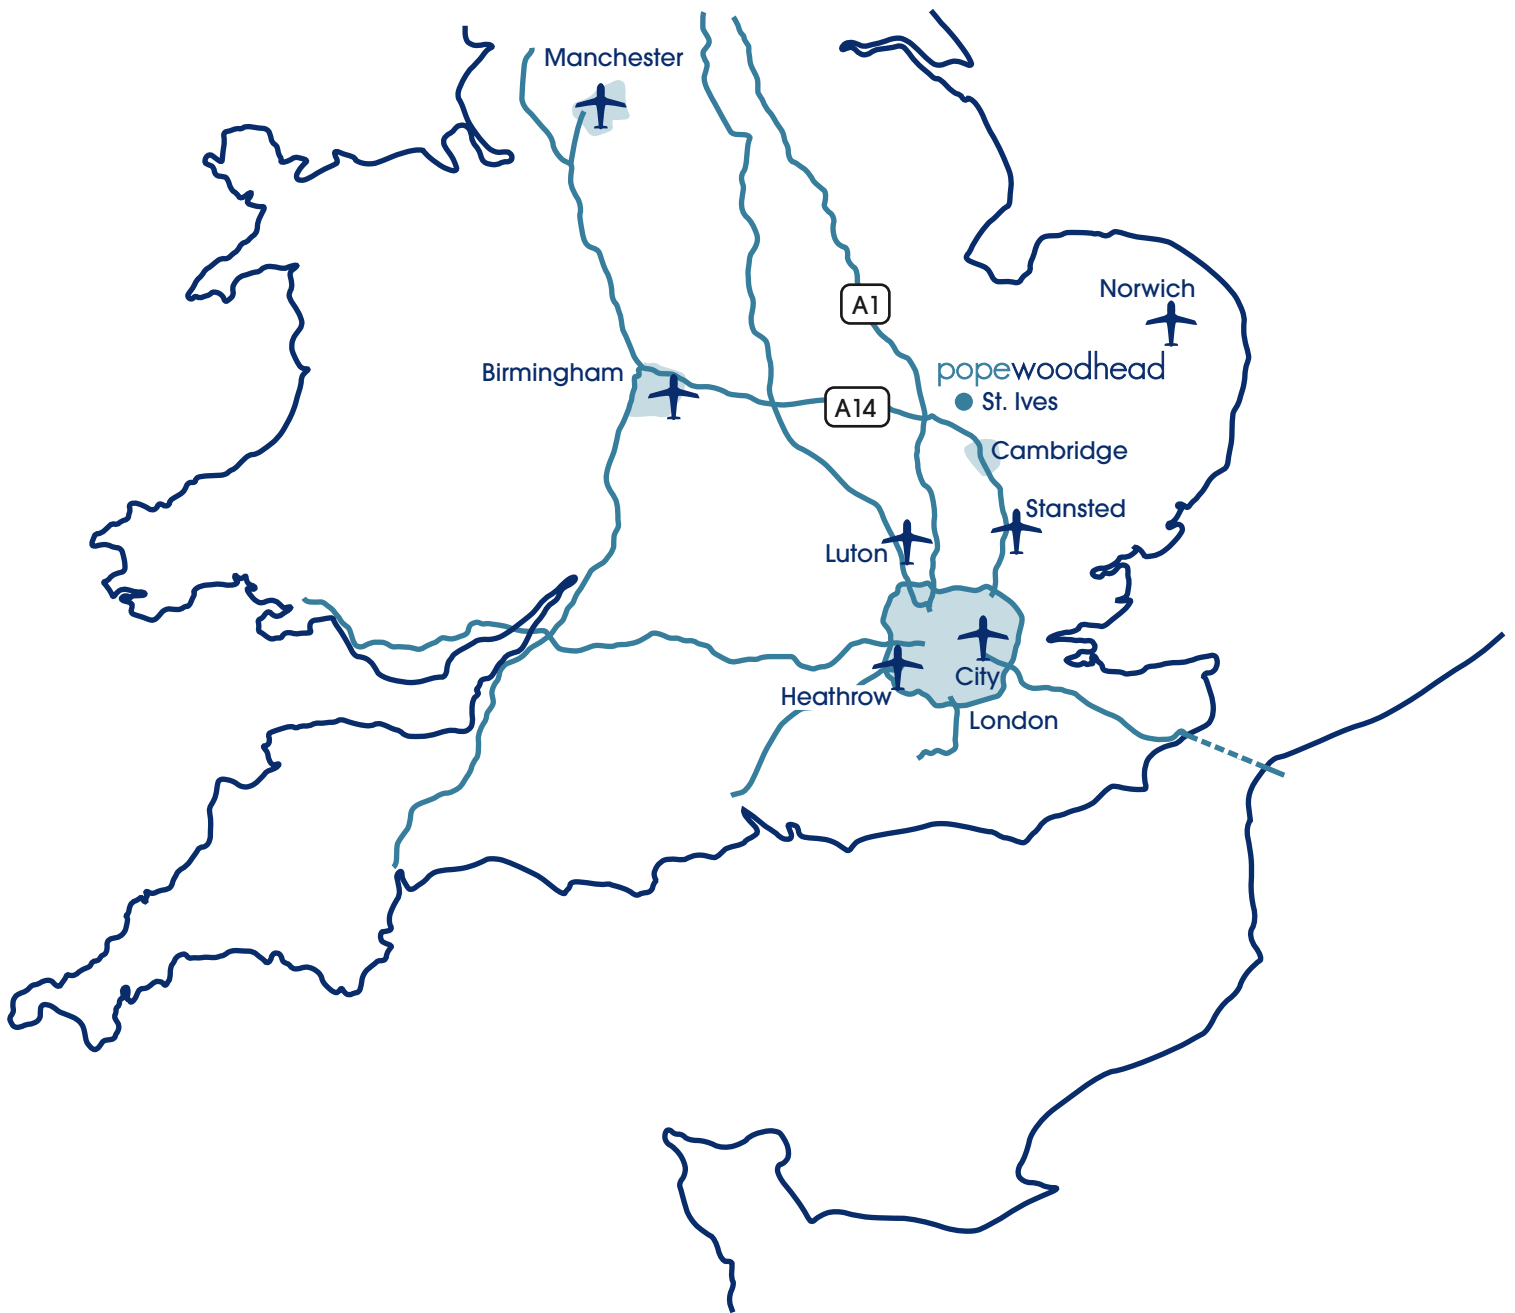 Manchester
Norwich
A1
popewoodhead
Birmingham
St. Ives
A14
Cambridge
Stansted
Luton
City
Heathrow
London